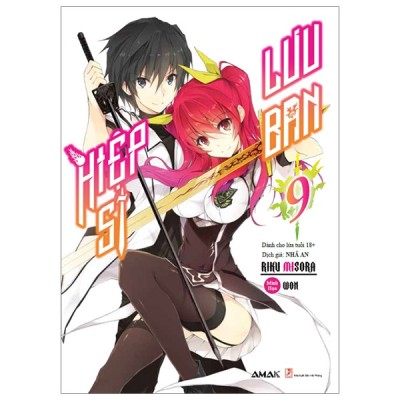 HIỆP SĨ
LƯU BAN
9
Dành cho lứa tuổi 18+
Dịch giả: NHÃ AN
RIKU MISORA
Minh Họa
WON
AMAK